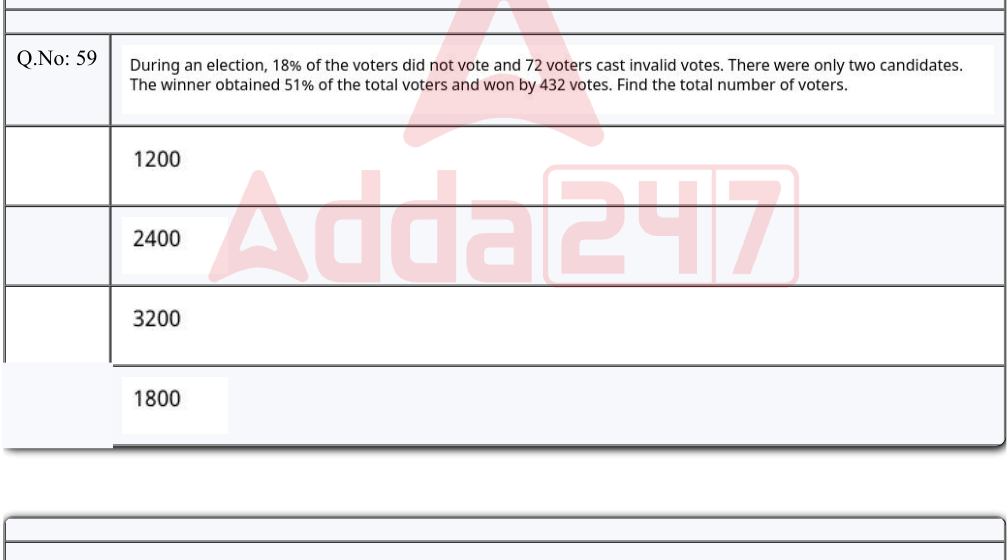 Q.No: 59
During an election, 18% of the voters did not vote and 72 voters cast invalid votes. There were only two candidates.
The winner obtained 51% of the total voters and won by 432 votes. Find the total number of voters.
1200
Adda247
2400
3200
1800